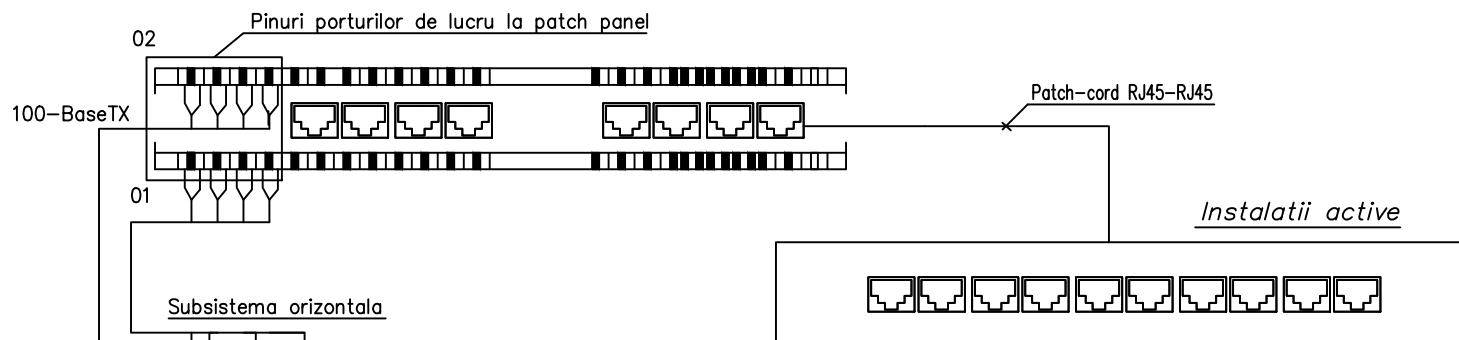 Pinuri porturilor de lucru la patch panel
02
Patch-cord RJ45-RJ45
100-BaseTX
01
Instalatii active
Subsistema orizontala